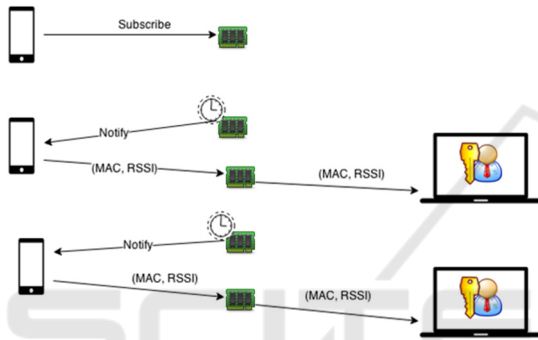 Subscribe
Notify
(MAC, RSSI)
(MAC, RSSI)
Notify
(MAC, RSSI)
(MAC, RSSI)